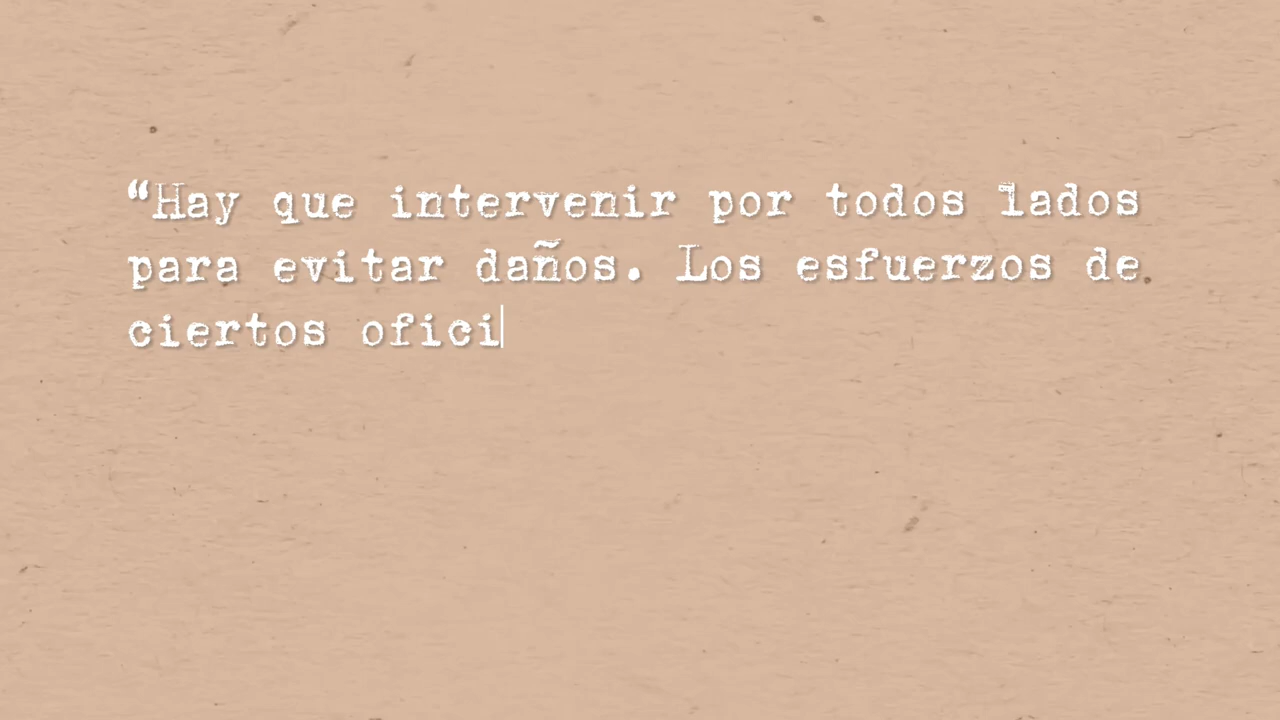 “Hay que intervenir por todos lados
para evitar daños. Los esfuerzos de
ciertos ofici